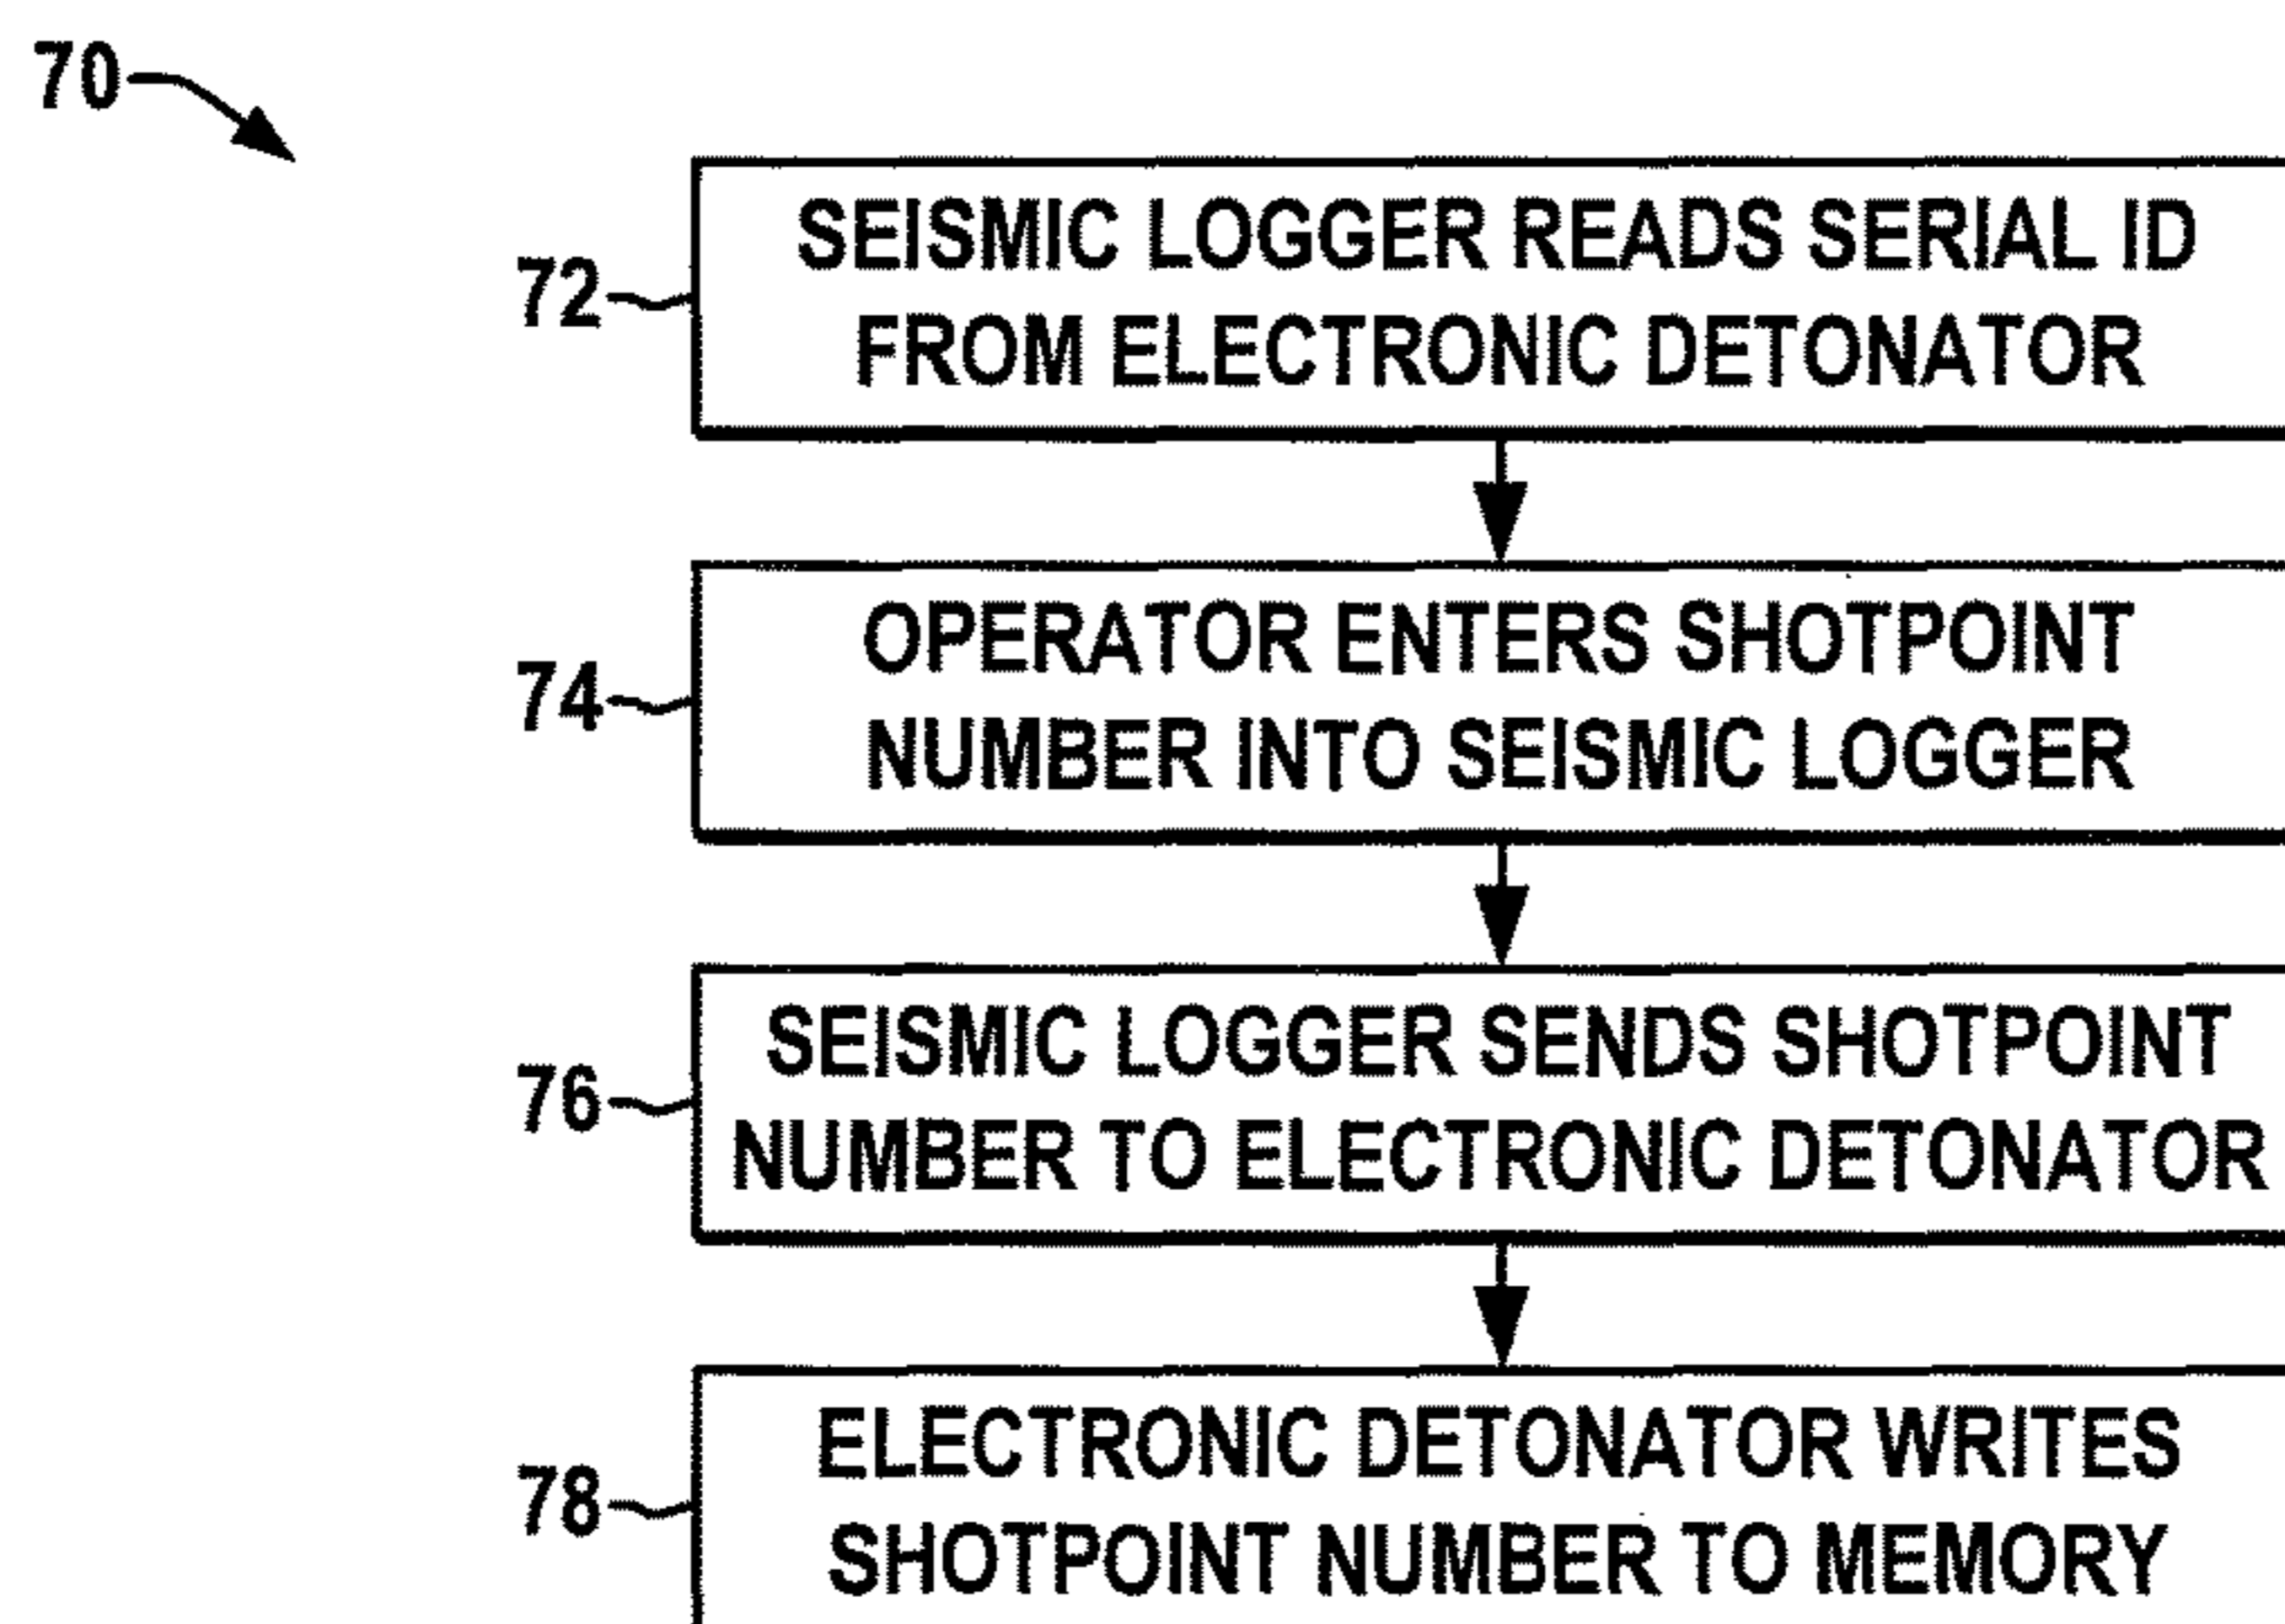 70
72
SEISMIC LOGGER READS SERIAL ID
FROM ELECTRONIC DETONATOR
74
OPERATOR ENTERS SHOTPOINT
NUMBER INTO SEISMIC LOGGER
76
SEISMIC LOGGER SENDS SHOTPOINT
NUMBER TO ELECTRONIC DETONATOR
78
ELECTRONIC DETONATOR WRITES
SHOTPOINT NUMBER TO MEMORY